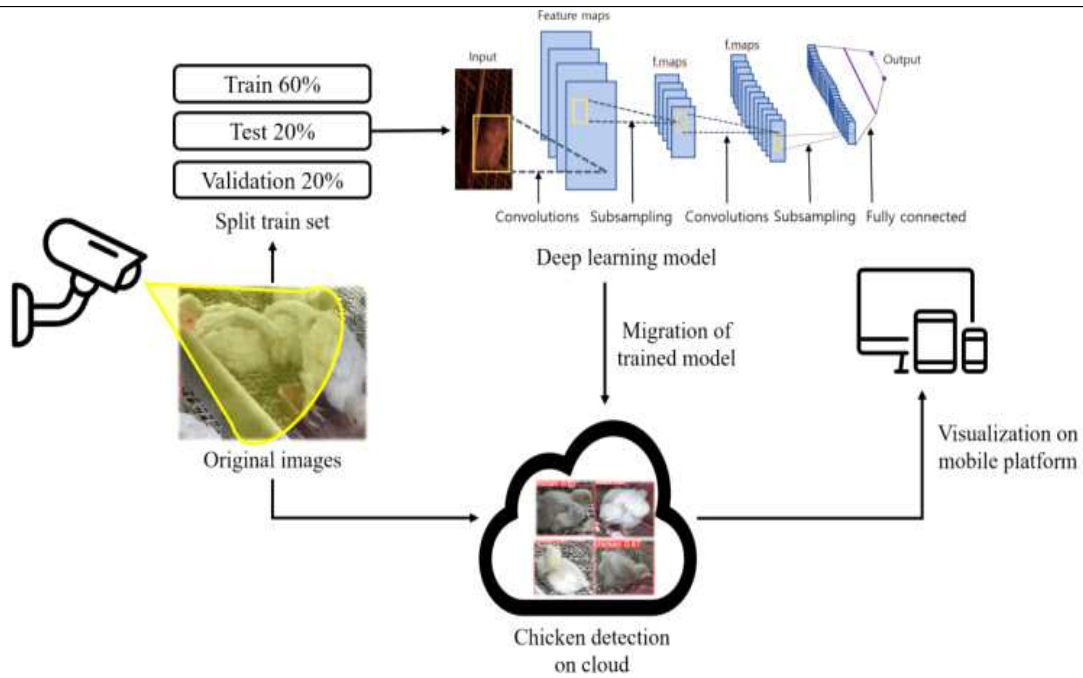 Feature maps
Input
f.maps
f.maps
Output
Train 60%
Test 20%
Validation 20%
Split train set
Convolutions
Subsampling
Convolutions
Subsampling
Fully connected
Deep learning model
Original images
Migration of
trained model
Visualization on
mobile platform
Chicken detection
on cloud